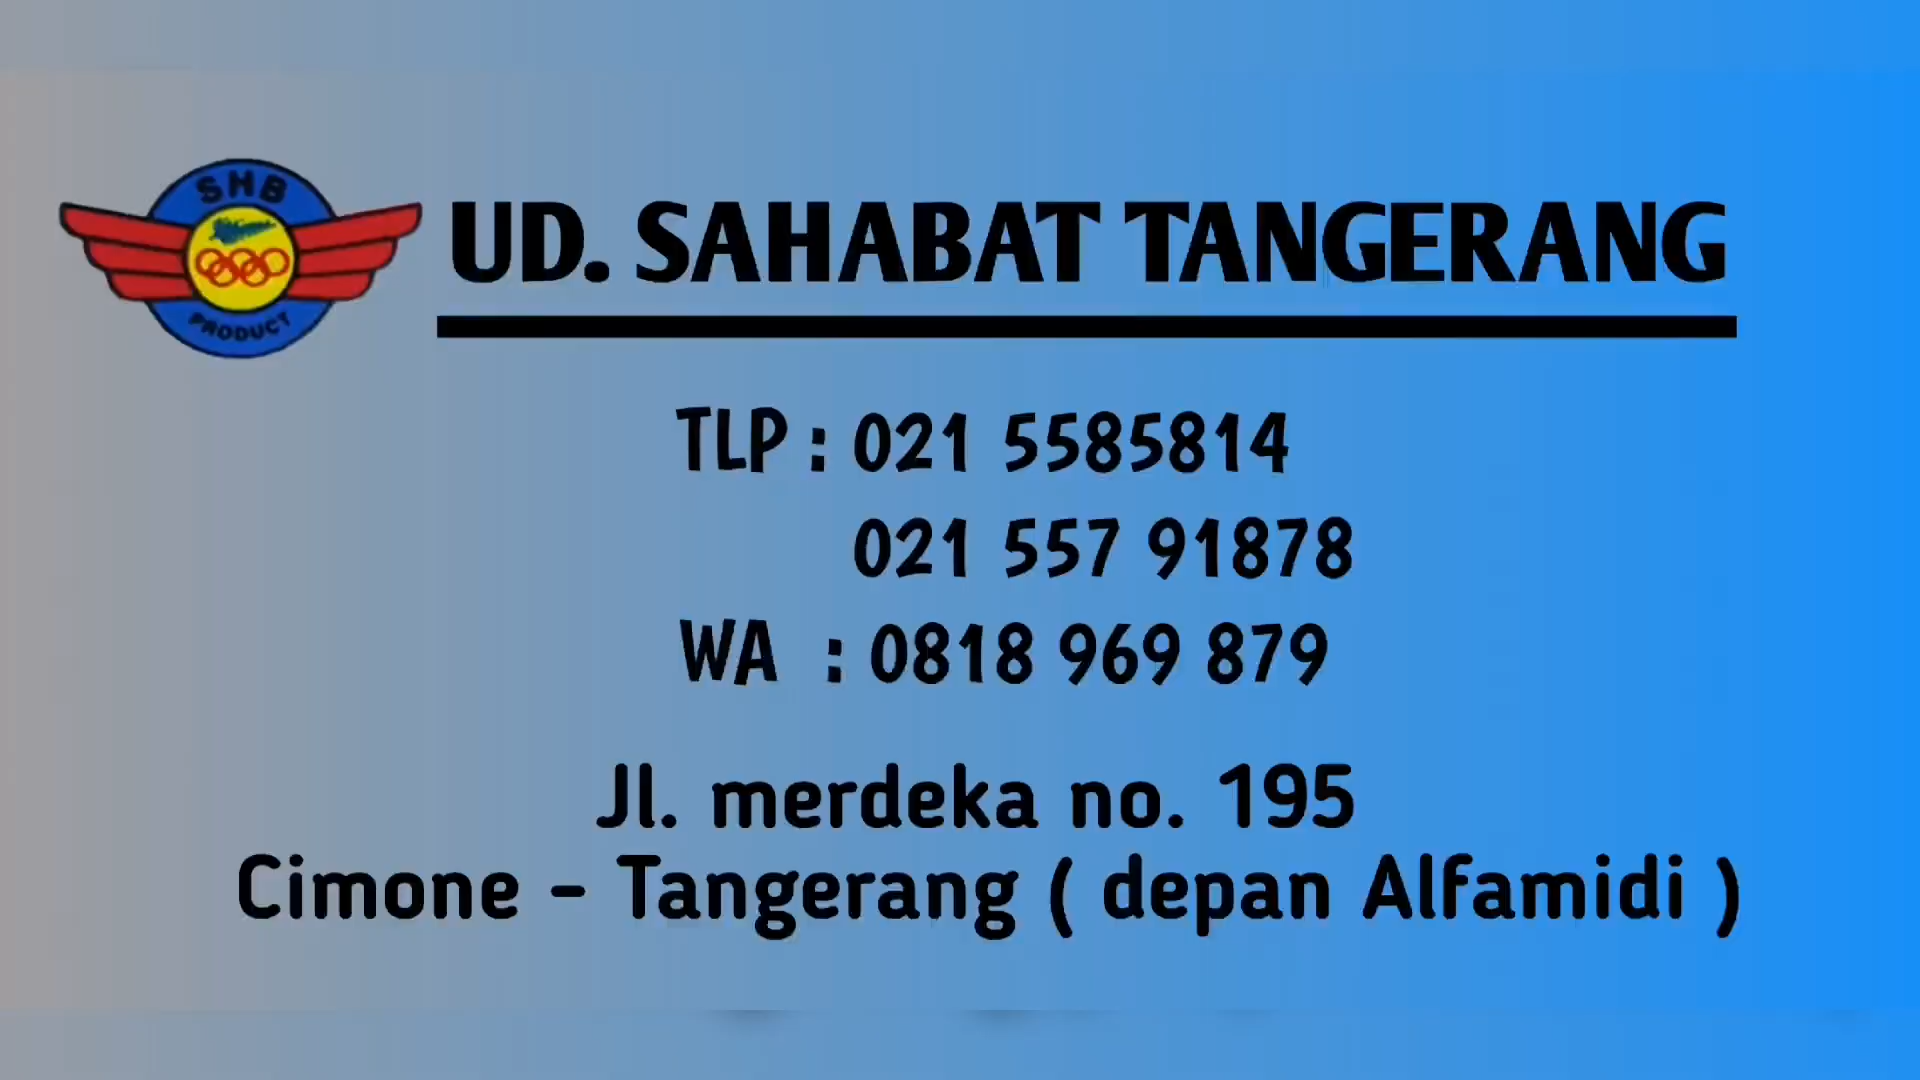 SHB
PRODUCT
UD. SAHABAT TANGERANG
TLP : 021 5585814
021 557 91878
WA : 0818 969 879
Jl. merdeka no. 195
Cimone - Tangerang ( depan Alfamidi )